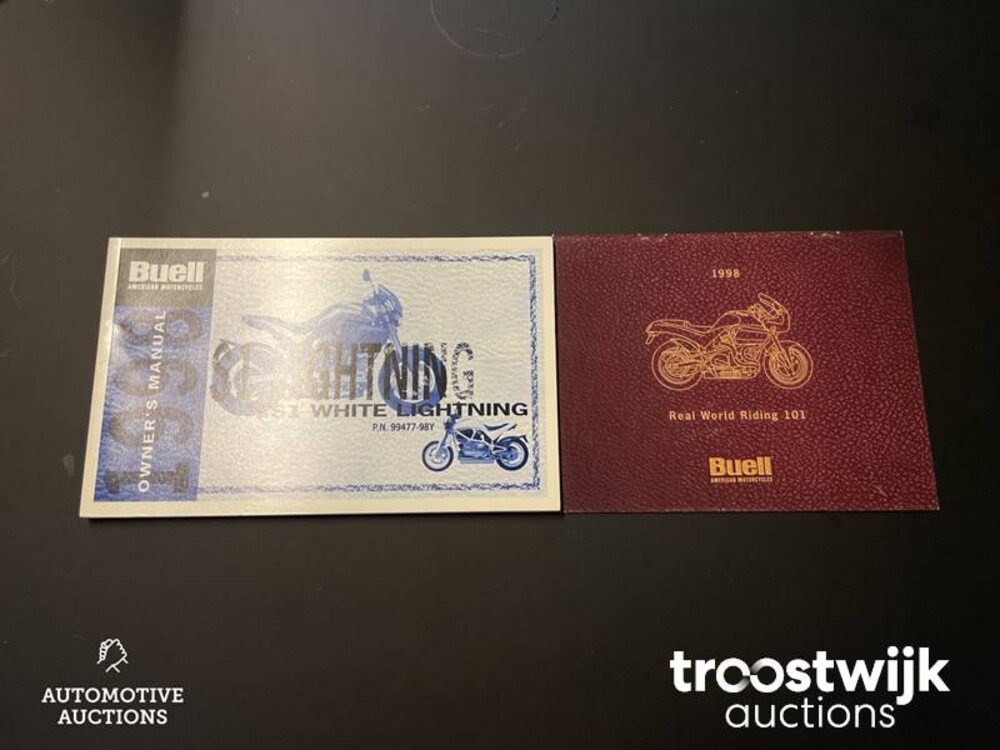 Buell
AMERICAN MOTORCYCLES
1998
OWNER'S MANUAL
S1 LIGHTNING
S1 WHITE LIGHTNING
P.N. 99477-98Y
1998
Real World Riding 101
Buell
AMERICAN MOTORCYCLES
AUTOMOTIVE
AUCTIONS
troostwijk
auctions